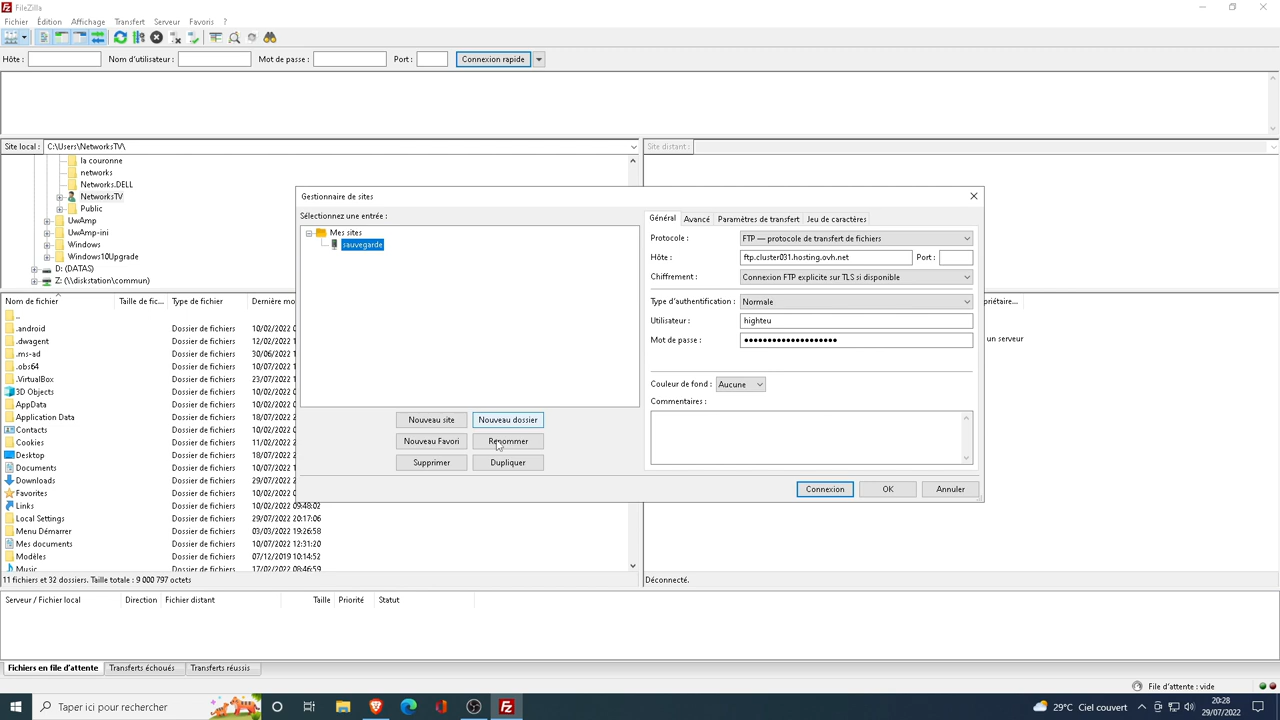 FileZilla
Fichier Édition Affichage Transfert Serveur Favoris ?
Hôte : Nom d'utilisateur : Mot de passe : Port : Connexion rapide
Site local : C:\Users\NetworksTV\ Site distant :
la couronne
networks
Networks.DELL
NetworksTV
Public
UwAmp
UwAmp-ini
Windows
Windows10Upgrade
D: (DATAS)
Z: (\\diskstation\commun)
Nom de fichier Taille de fic... Type de fichier Dernière mo
..
.android Dossier de fichiers 10/02/2022
.dwagent Dossier de fichiers 12/02/2022
.ms-ad Dossier de fichiers 30/06/2022
.obs64 Dossier de fichiers 10/07/2022
.VirtualBox Dossier de fichiers 23/07/2022
3D Objects Dossier de fichiers 10/02/2022
AppData Dossier de fichiers 10/02/2022
Application Data Dossier de fichiers 18/07/2022
Contacts Dossier de fichiers 10/02/2022
Cookies Dossier de fichiers 11/02/2022
Desktop Dossier de fichiers 18/07/2022
Documents Dossier de fichiers 10/07/2022
Downloads Dossier de fichiers 29/07/2022
Favorites Dossier de fichiers 10/02/2022
Links Dossier de fichiers 10/02/2022 09:48:02
Local Settings Dossier de fichiers 29/07/2022 20:17:06
Menu Démarrer Dossier de fichiers 03/03/2022 19:26:58
Mes documents Dossier de fichiers 10/07/2022 12:31:20
Modèles Dossier de fichiers 07/12/2019 10:14:52
Music Dossier de fichiers 17/02/2022 08:46:59
11 fichiers et 32 dossiers. Taille totale : 9 000 797 octets
priétaire...
un serveur
Déconnecté.
Gestionnaire de sites
Sélectionnez une entrée :
Mes sites
sauvegarde
Nouveau site Nouveau dossier
Nouveau Favori Renommer
Supprimer Dupliquer
Général Avancé Paramètres de transfert Jeu de caractères
Protocole : FTP — protocole de transfert de fichiers
Hôte : ftp.cluster031.hosting.ovh.net Port :
Chiffrement : Connexion FTP explicite sur TLS si disponible
Type d'authentification : Normale
Utilisateur : highteu
Mot de passe : ••••••••••••••••••••
Couleur de fond : Aucune
Commentaires :
Connexion OK Annuler
Serveur / Fichier local Direction Fichier distant Taille Priorité Statut
Fichiers en file d'attente Transferts échoués Transferts réussis
File d'attente : vide
Taper ici pour rechercher
29°C Ciel couvert
20:28
29/07/2022